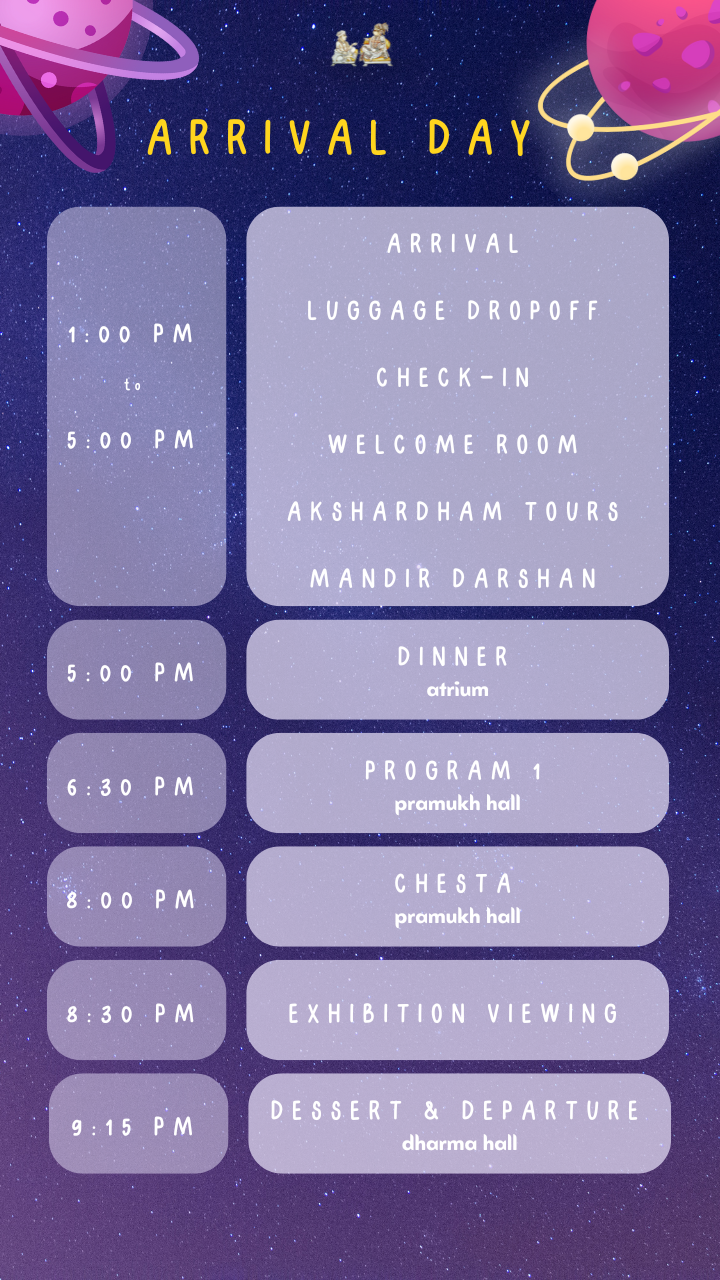 ARRIVAL DAY
1:00 PM
to
5:00 PM
ARRIVAL
LUGGAGE DROPOFF
CHECK-IN
WELCOME ROOM
AKSHARDHAM TOURS
MANDIR DARSHAN
5:00 PM
DINNER
atrium
6:30 PM
PROGRAM 1
pramukh hall
8:00 PM
CHESTA
pramukh hall
8:30 PM
EXHIBITION VIEWING
9:15 PM
DESSERT & DEPARTURE
dharma hall